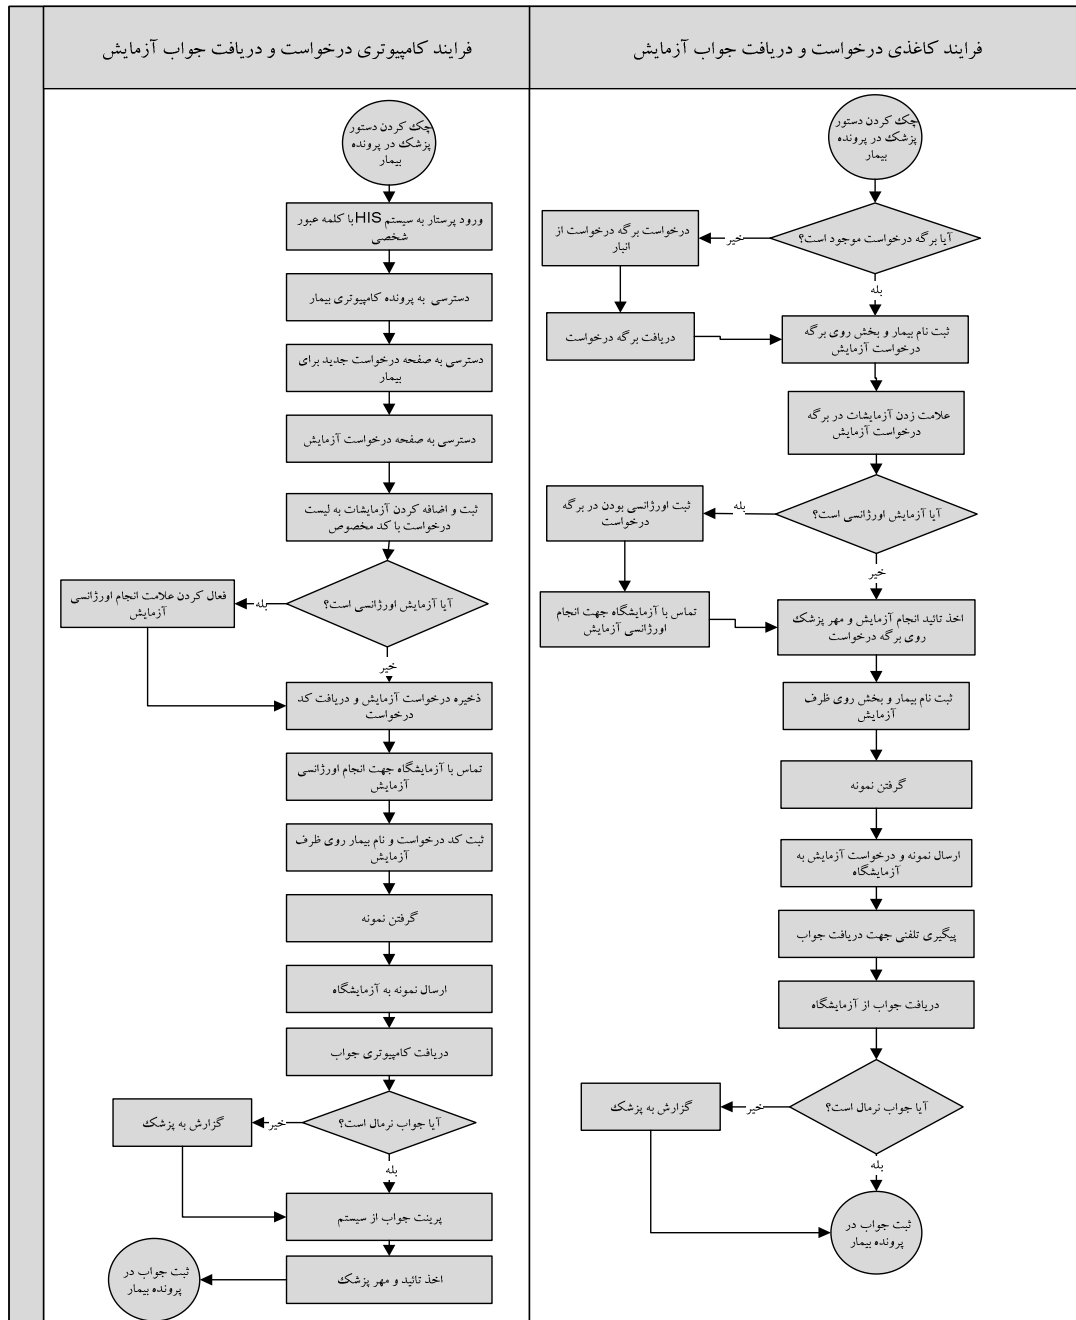 فرایند کاغذی درخواست و دریافت جواب آزمایش
چک کردن دستور
پزشک در پرونده
بیمار
آیا برگه درخواست موجود است؟
خیر
درخواست برگه درخواست از
انبار
دریافت برگه درخواست
بله
ثبت نام بیمار و بخش روی برگه
درخواست آزمایش
علامت زدن آزمایشات در برگه
درخواست آزمایش
آیا آزمایش اورژانسی است؟
بله
ثبت اورژانسی بودن در برگه
درخواست
تماس با آزمایشگاه جهت انجام
اورژانسی آزمایش
خیر
اخذ تائید انجام آزمایش و مهر پزشک
روی برگه درخواست
ثبت نام بیمار و بخش روی ظرف
آزمایش
گرفتن نمونه
ارسال نمونه و درخواست آزمایش به
آزمایشگاه
پیگیری تلفنی جهت دریافت جواب
دریافت جواب از آزمایشگاه
آیا جواب نرمال است؟
خیر
گزارش به پزشک
بله
ثبت جواب در
پرونده بیمار
فرایند کامپیوتری درخواست و دریافت جواب آزمایش
چک کردن دستور
پزشک در پرونده
بیمار
ورود پرستار به سیستم HIS با کلمه عبور
شخصی
دسترسی به پرونده کامپیوتری بیمار
دسترسی به صفحه درخواست جدید برای
بیمار
دسترسی به صفحه درخواست آزمایش
ثبت و اضافه کردن آزمایشات به لیست
درخواست با کد مخصوص
آیا آزمایش اورژانسی است؟
بله
فعال کردن علامت انجام اورژانسی
آزمایش
خیر
ذخیره درخواست آزمایش و دریافت کد
درخواست
تماس با آزمایشگاه جهت انجام اورژانسی
آزمایش
ثبت کد درخواست و نام بیمار روی ظرف
آزمایش
گرفتن نمونه
ارسال نمونه به آزمایشگاه
دریافت کامپیوتری جواب
آیا جواب نرمال است؟
خیر
گزارش به پزشک
بله
پرینت جواب از سیستم
اخذ تائید و مهر پزشک
ثبت جواب در
پرونده بیمار